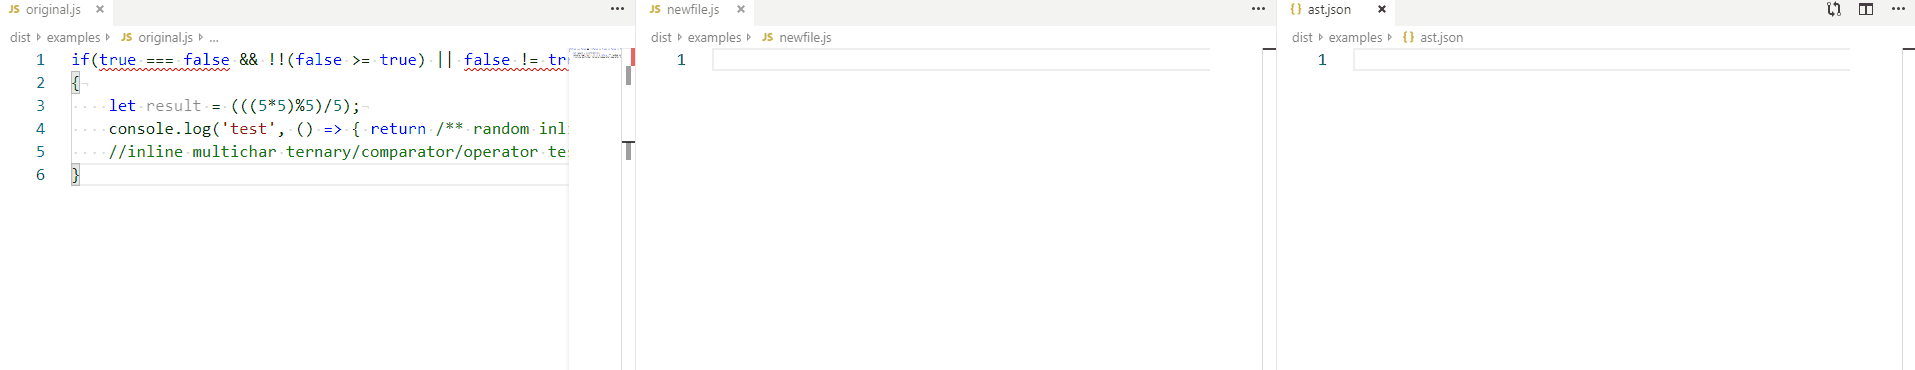 JS original.js × ···
dist examples JS original.js ...
1 if(true === false && !!(false >= true) || false != tr
2 {
3 let result = (((5*5)%5)/5);
4 console.log('test', () => { return /** random inl
5 //inline multichar ternary/comparator/operator te
6 }
JS newfile.js × ···
dist examples JS newfile.js
1
{} ast.json × ···
dist examples {} ast.json
1